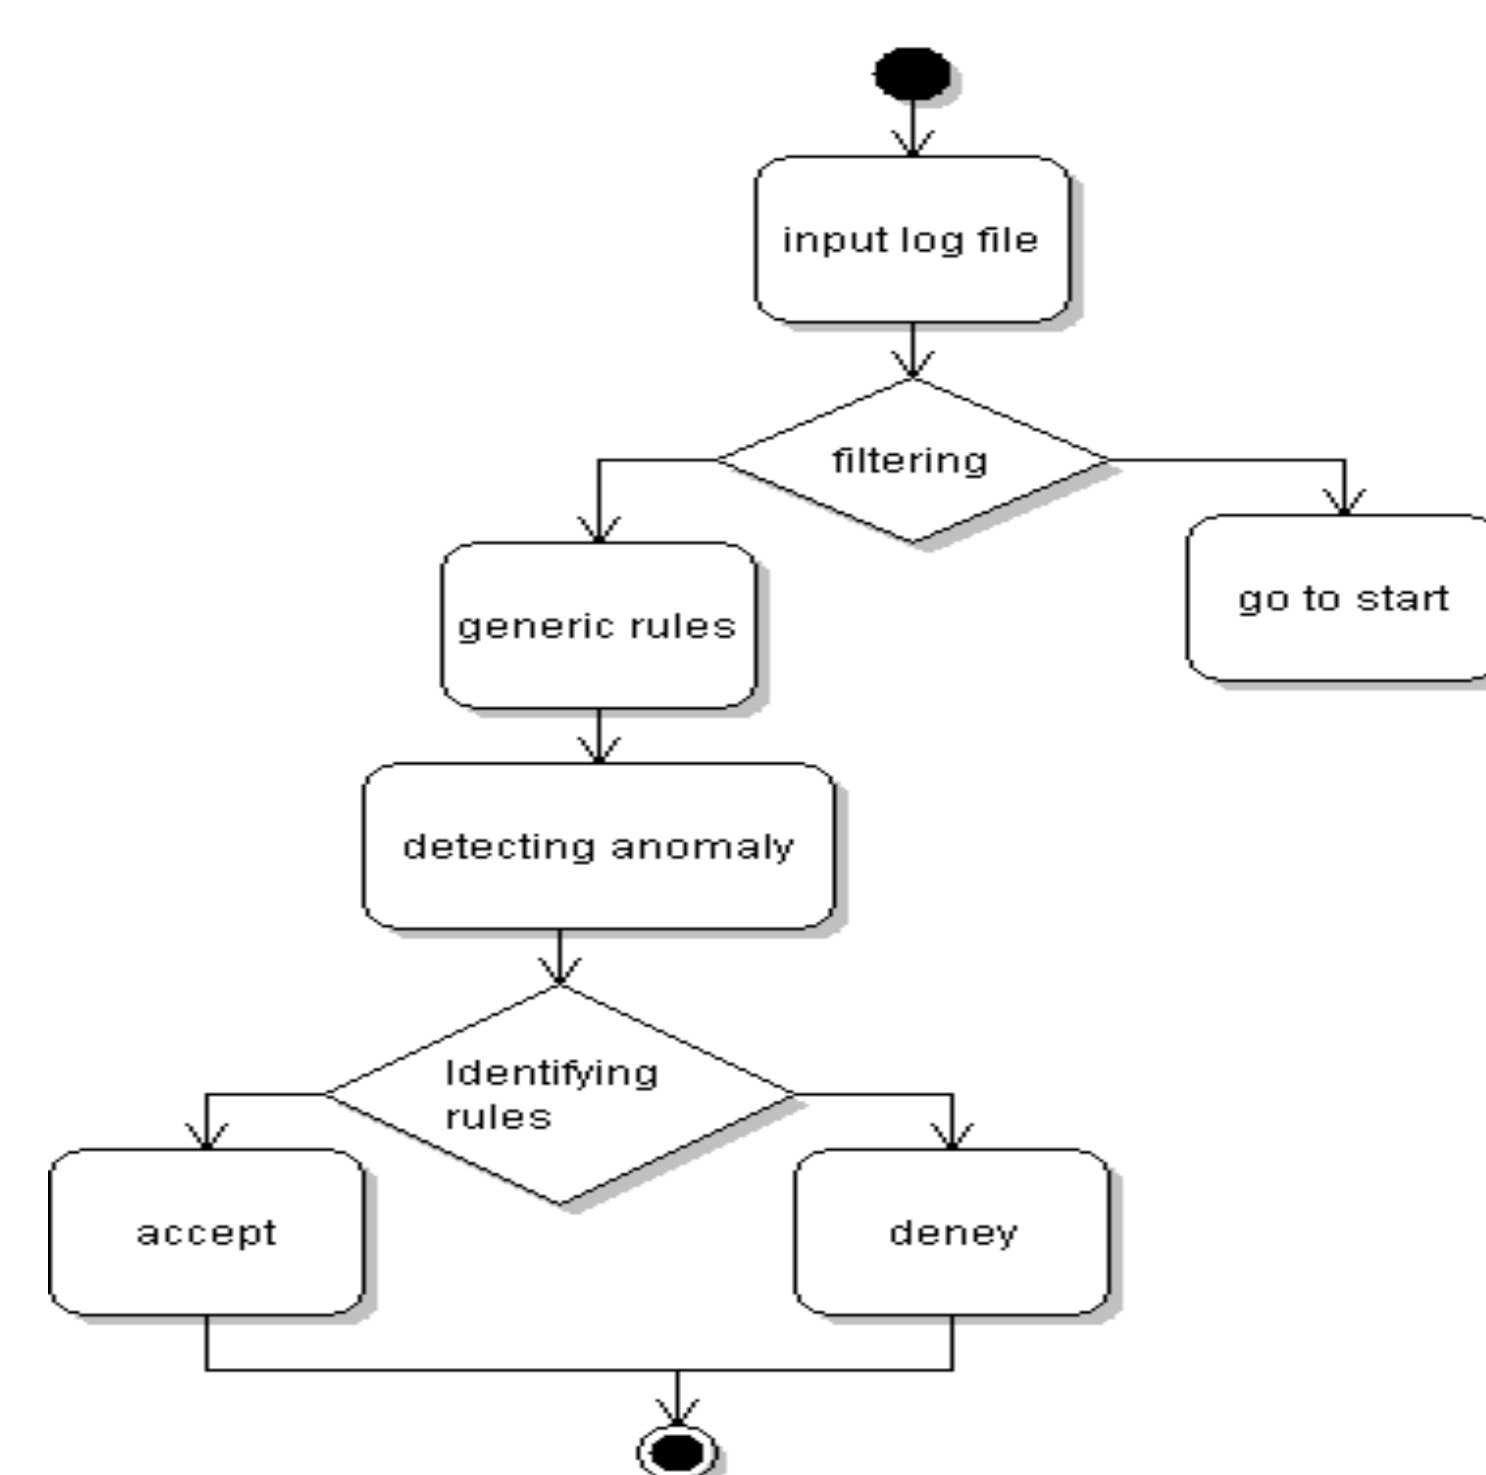 input log file
filtering
go to start
generic rules
detecting anomaly
Identifying
rules
accept
deney